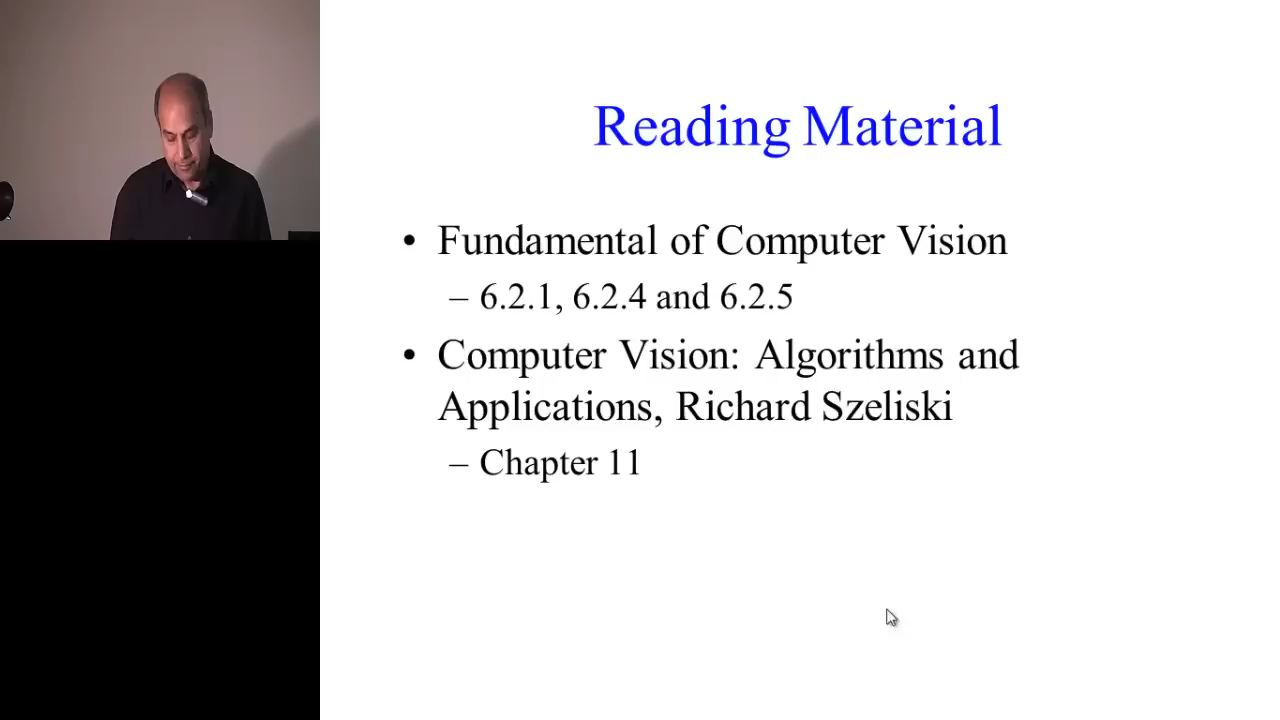 Reading Material
• Fundamental of Computer Vision
– 6.2.1, 6.2.4 and 6.2.5
• Computer Vision: Algorithms and
Applications, Richard Szeliski
– Chapter 11